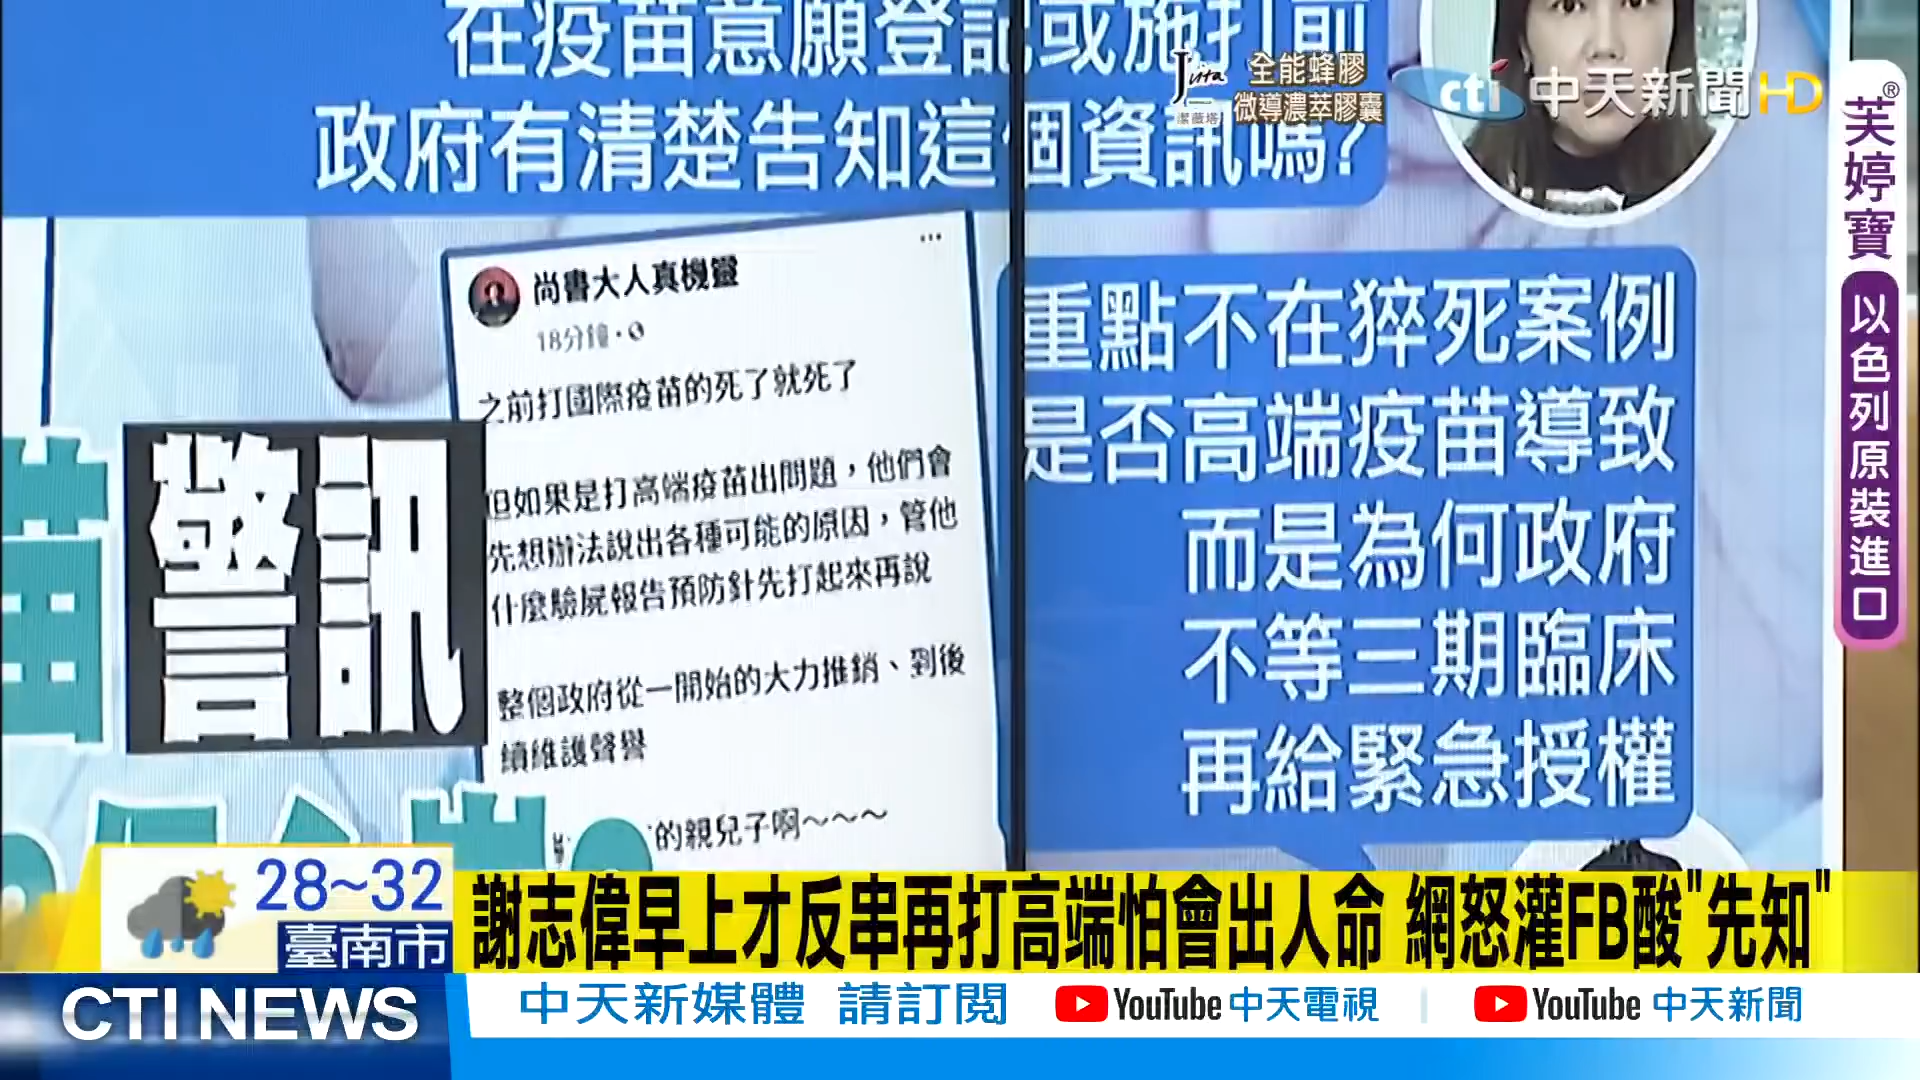 在疫苗意願登記或施打前
政府有清楚告知這個資訊嗎?
Jvita
潔薇塔
全能蜂膠
微導濃萃膠囊
cti 中天新聞HD
芙婷寶®
以色列原裝進口
尚書大人真機靈
18分鐘
之前打國際疫苗的死了就死了
但如果是打高端疫苗出問題，他們會
先想辦法說出各種可能的原因，管他
什麼驗屍報告預防針先打起來再說
整個政府從一開始的大力推銷、到後
續維護聲譽
的親兒子啊～～～
重點不在猝死案例
是否高端疫苗導致
而是為何政府
不等三期臨床
再給緊急授權
苗
警訊
28~32
臺南市
謝志偉早上才反串再打高端怕會出人命 網怒灌FB酸"先知"
CTI NEWS
中天新媒體 請訂閱 YouTube 中天電視 | YouTube 中天新聞